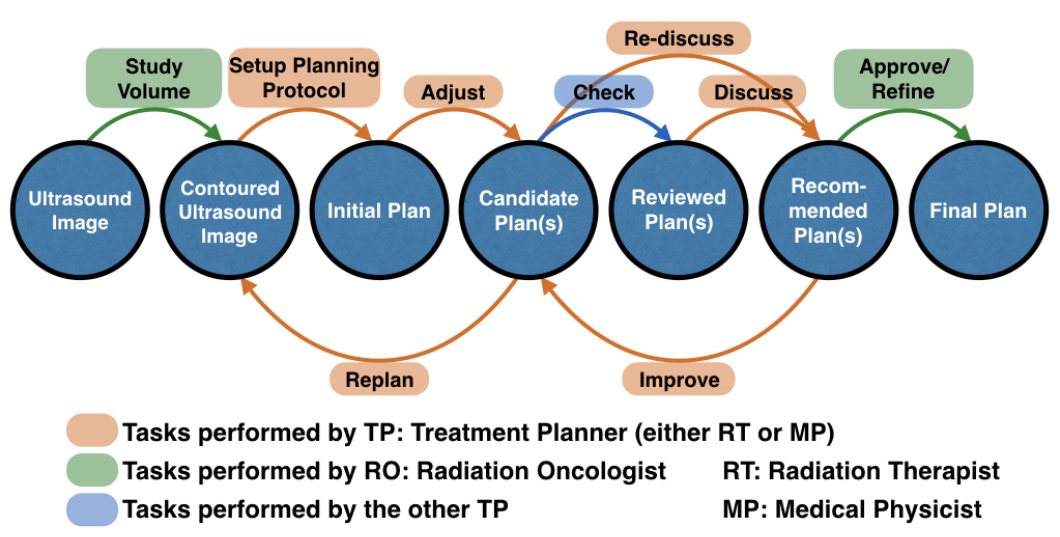 Re-discuss
Study
Volume
Setup Planning
Protocol
Adjust
Check
Discuss
Approve/
Refine
Ultrasound
Image
Contoured
Ultrasound
Image
Initial Plan
Candidate
Plan(s)
Reviewed
Plan(s)
Recom-
mended
Plan(s)
Final Plan
Replan
Improve
Tasks performed by TP: Treatment Planner (either RT or MP)
Tasks performed by RO: Radiation Oncologist
RT: Radiation Therapist
Tasks performed by the other TP
MP: Medical Physicist